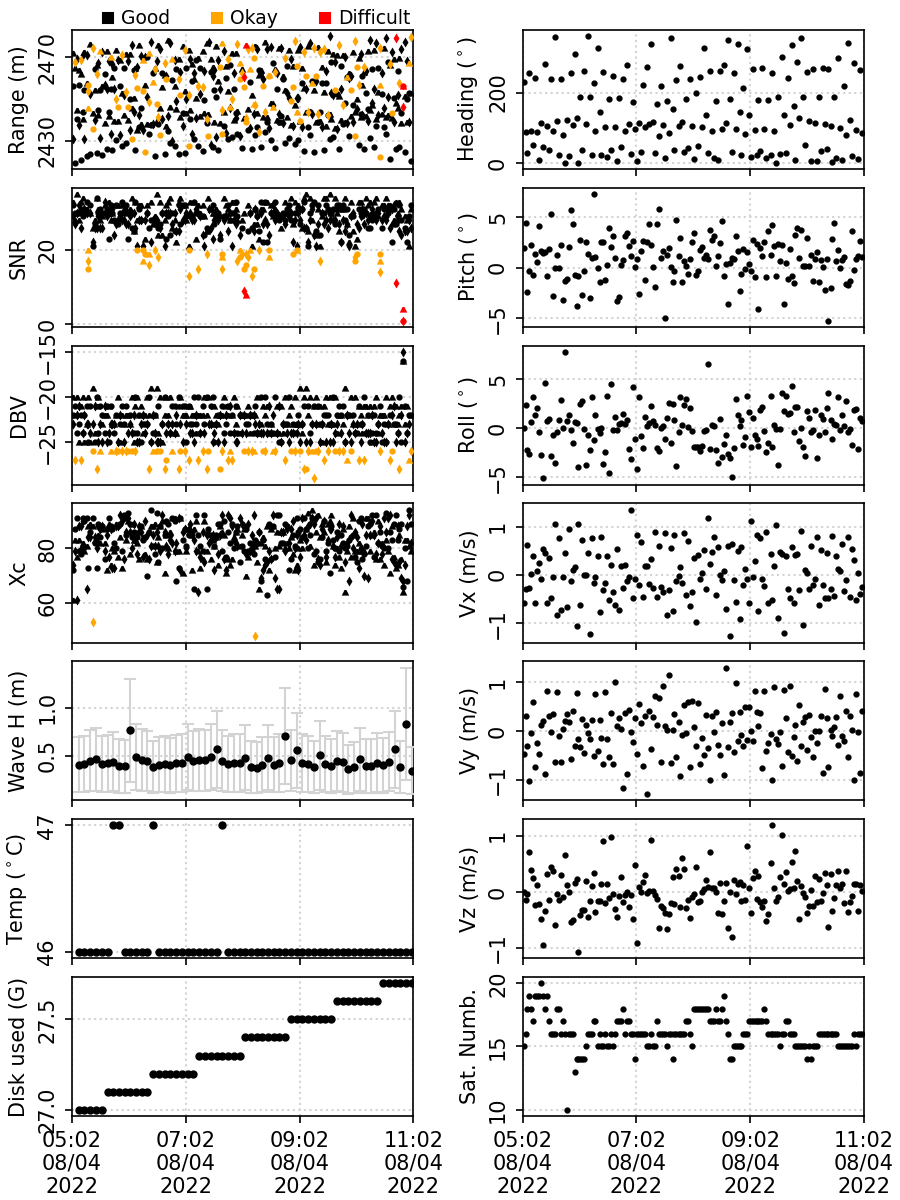 Good Okay Difficult
Range (m)
2470
2430
Heading (°)
200
0
SNR
20
0
Pitch (°)
5
0
−5
DBV
−15
−20
−25
Roll (°)
5
0
−5
Xc
80
60
Vx (m/s)
1
0
−1
Wave H (m)
1.0
0.5
Vy (m/s)
1
0
−1
Temp (°C)
47
46
Vz (m/s)
1
0
−1
Disk used (G)
27.5
27.0
Sat. Numb.
20
15
10
05:02 07:02 09:02 11:02
08/04 08/04 08/04 08/04
2022 2022 2022 2022
05:02 07:02 09:02 11:02
08/04 08/04 08/04 08/04
2022 2022 2022 2022